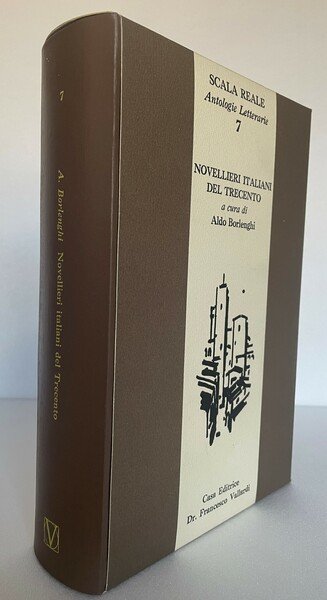 7
A. Borlenghi Novellieri italiani del Trecento
V
SCALA REALE
Antologie Letterarie
7
NOVELLIERI ITALIANI
DEL TRECENTO
a cura di
Aldo Borlenghi
Casa Editrice
Dr. Francesco Vallardi